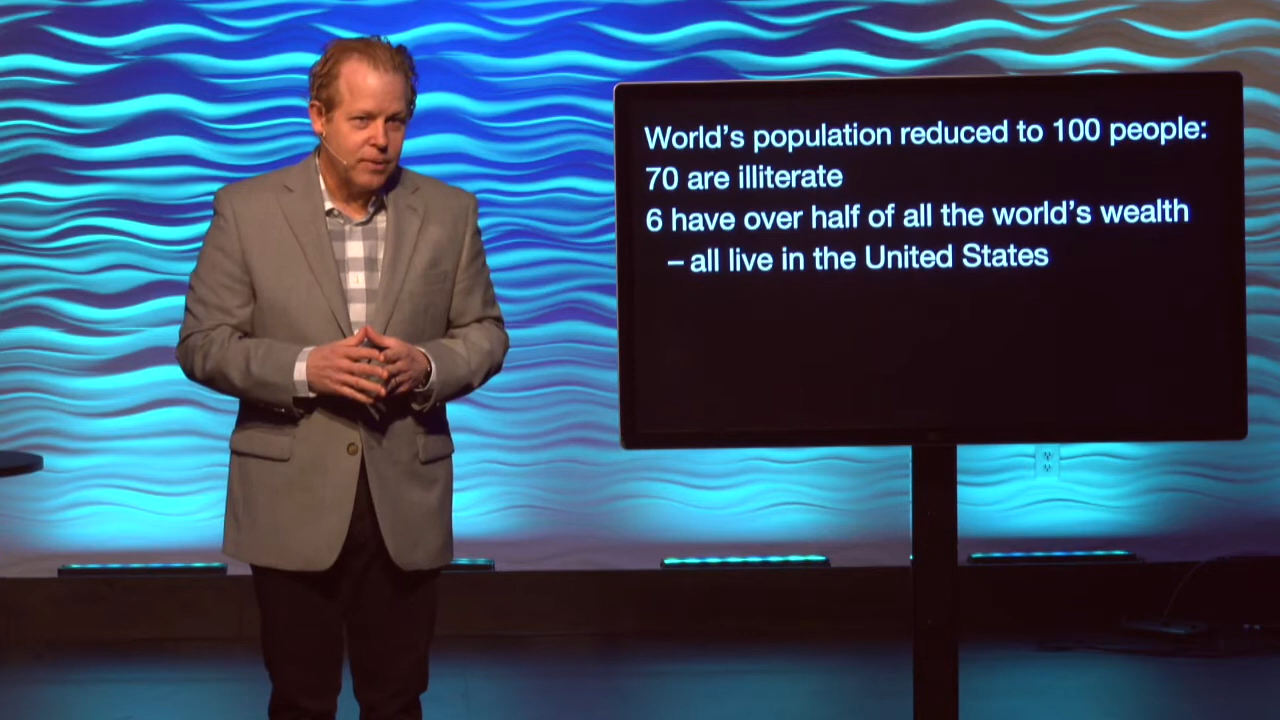 World’s population reduced to 100 people:
70 are illiterate
6 have over half of all the world’s wealth
– all live in the United States